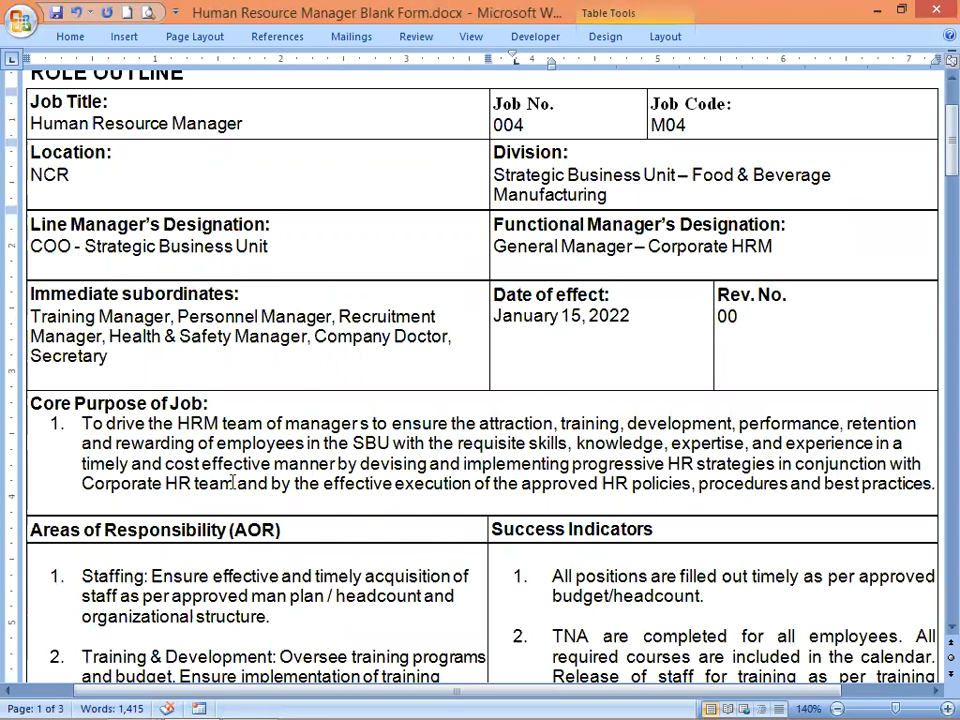 Human Resource Manager Blank Form.docx - Microsoft W...
Table Tools
Home Insert Page Layout References Mailings Review View Developer Design Layout
1 2 3 4 5 6 7
ROLE OUTLINE
Job Title:
Human Resource Manager
Job No.
004
Job Code:
M04
Location:
NCR
Division:
Strategic Business Unit – Food & Beverage
Manufacturing
Line Manager's Designation:
COO - Strategic Business Unit
Functional Manager's Designation:
General Manager – Corporate HRM
Immediate subordinates:
Training Manager, Personnel Manager, Recruitment
Manager, Health & Safety Manager, Company Doctor,
Secretary
Date of effect:
January 15, 2022
Rev. No.
00
Core Purpose of Job:
1. To drive the HRM team of managers to ensure the attraction, training, development, performance, retention
and rewarding of employees in the SBU with the requisite skills, knowledge, expertise, and experience in a
timely and cost effective manner by devising and implementing progressive HR strategies in conjunction with
Corporate HR team and by the effective execution of the approved HR policies, procedures and best practices.
Areas of Responsibility (AOR)
1. Staffing: Ensure effective and timely acquisition of
staff as per approved man plan / headcount and
organizational structure.
2. Training & Development: Oversee training programs
and budget. Ensure implementation of training
Success Indicators
1. All positions are filled out timely as per approved
budget/headcount.
2. TNA are completed for all employees. All
required courses are included in the calendar.
Release of staff for training as per training
Page: 1 of 3
Words: 1,415
140%